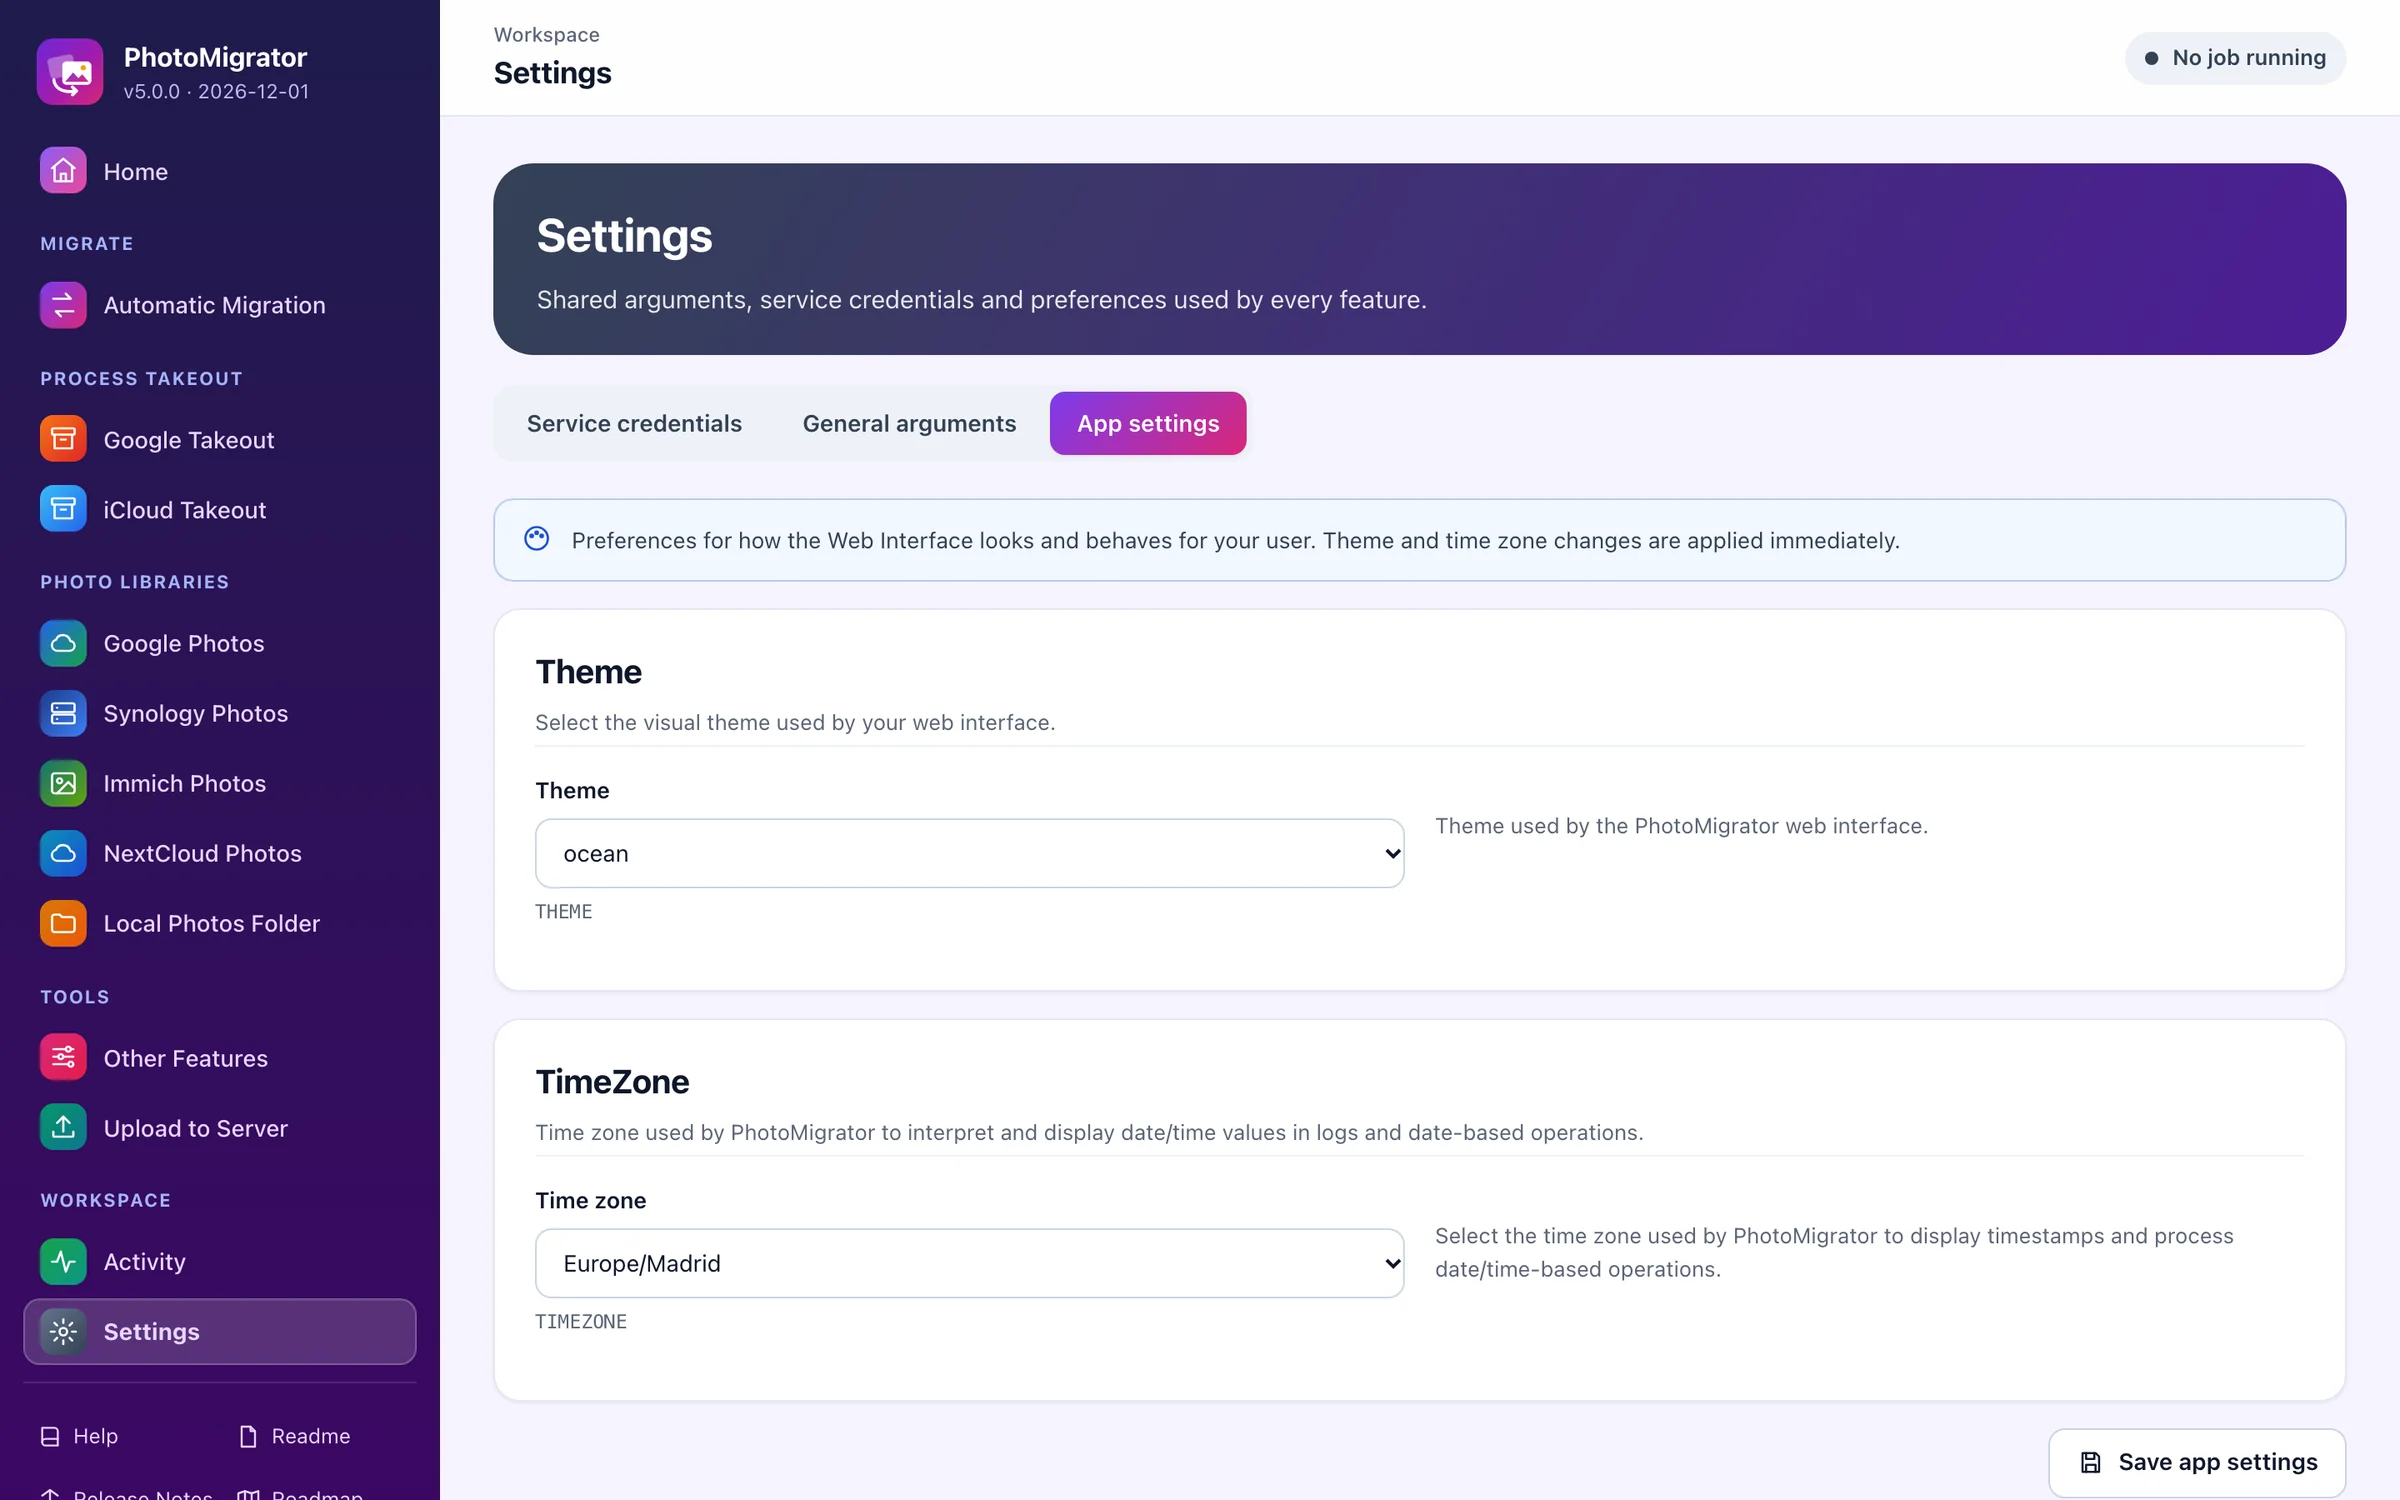 PhotoMigrator
v5.0.0 · 2026-12-01
Home
MIGRATE
Automatic Migration
PROCESS TAKEOUT
Google Takeout
iCloud Takeout
PHOTO LIBRARIES
Google Photos
Synology Photos
Immich Photos
NextCloud Photos
Local Photos Folder
TOOLS
Other Features
Upload to Server
WORKSPACE
Activity
Settings
Help
Readme
Release Notes
Roadmap
Workspace
Settings
No job running
Settings
Shared arguments, service credentials and preferences used by every feature.
Service credentials
General arguments
App settings
Preferences for how the Web Interface looks and behaves for your user. Theme and time zone changes are applied immediately.
Theme
Select the visual theme used by your web interface.
Theme
ocean
THEME
Theme used by the PhotoMigrator web interface.
TimeZone
Time zone used by PhotoMigrator to interpret and display date/time values in logs and date-based operations.
Time zone
Europe/Madrid
TIMEZONE
Select the time zone used by PhotoMigrator to display timestamps and process
date/time-based operations.
Save app settings